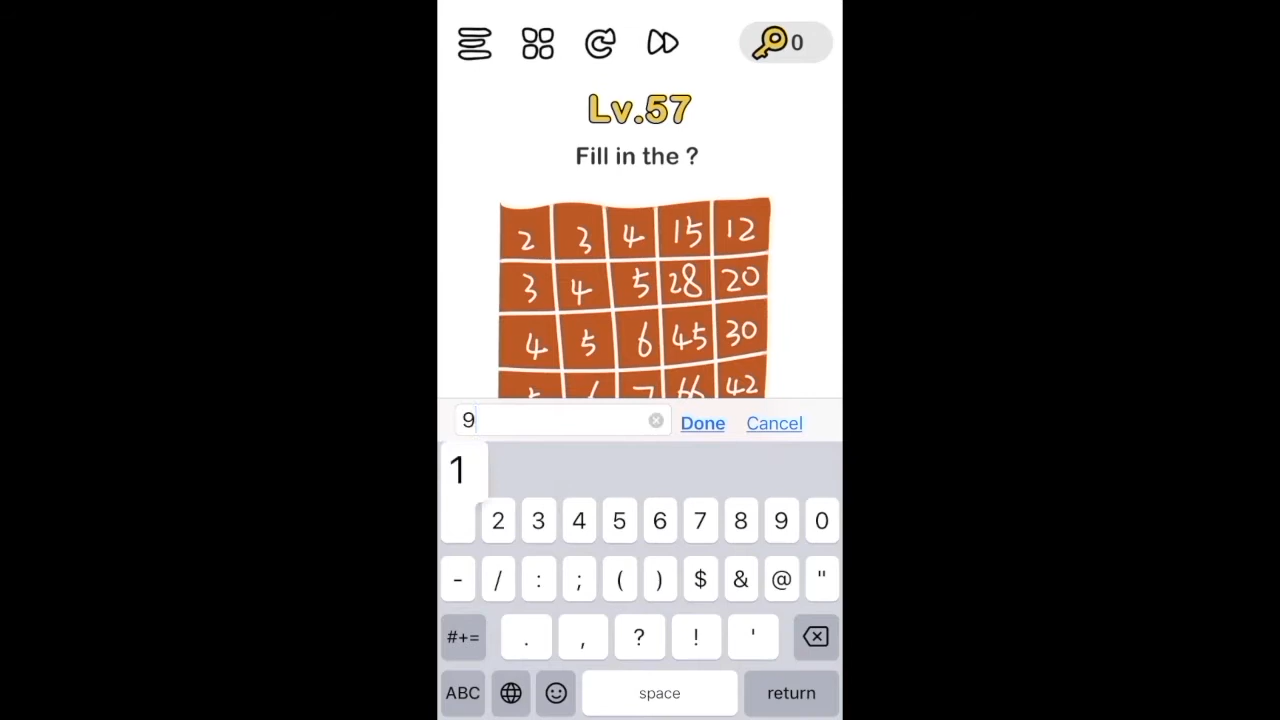 0
Lv.57
Fill in the ?
2 3 4 15 12
3 4 5 28 20
4 5 6 45 30
66 42
9 Done Cancel
1
2 3 4 5 6 7 8 9 0
- / : ; ( ) $ & @ "
#+= . , ? ! '
ABC space return